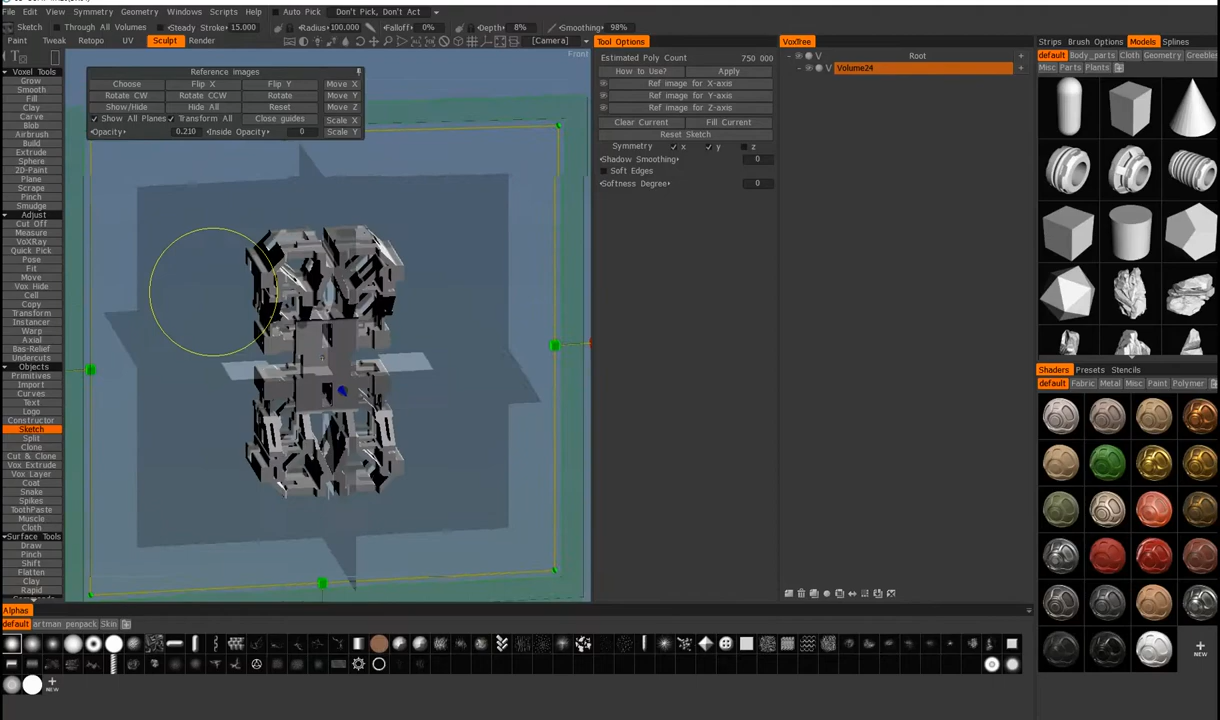 File Edit View Symmetry Geometry Windows Scripts Help Auto Pick Don't Pick, Don't Act
Sketch Through All Volumes Steady Stroke 15.000 Radius 100.000 Falloff 0% Depth 8% Smoothing 98%
Paint Tweak Retopo UV Sculpt Render [Camera]
Front
Voxel Tools
Grow
Smooth
Fill
Clay
Carve
Blob
Airbrush
Build
Extrude
Sphere
2D-Paint
Plane
Scrape
Pinch
Smudge
Adjust
Cut Off
Measure
VoXRay
Quick Pick
Pose
Fit
Move
Vox Hide
Cell
Copy
Transform
Instancer
Warp
Axial
Bas-Relief
Undercuts
Objects
Primitives
Import
Curves
Text
Logo
Constructor
Sketch
Split
Clone
Cut & Clone
Vox Extrude
Vox Layer
Coat
Snake
Spikes
ToothPaste
Muscle
Cloth
Surface Tools
Draw
Pinch
Shift
Flatten
Clay
Rapid
Reference images
Choose Flip X Flip Y Move X
Rotate CW Rotate CCW Rotate Move Y
Show/Hide Hide All Reset Move Z
Show All Planes Transform All Close guides Scale X
Opacity 0.210 Inside Opacity 0 Scale Y
Tool Options
Estimated Poly Count 750 000
How to Use? Apply
Ref image for X-axis
Ref image for Y-axis
Ref image for Z-axis
Clear Current Fill Current
Reset Sketch
Symmetry x y z
Shadow Smoothing 0
Soft Edges
Softness Degree 0
VoxTree
V Root
V Volume24
Strips Brush Options Models Splines
default Body_parts Cloth Geometry Greebles
Misc Parts Plants
Shaders Presets Stencils
default Fabric Metal Misc Paint Polymer
NEW
Alphas
default artman penpack Skin
NEW